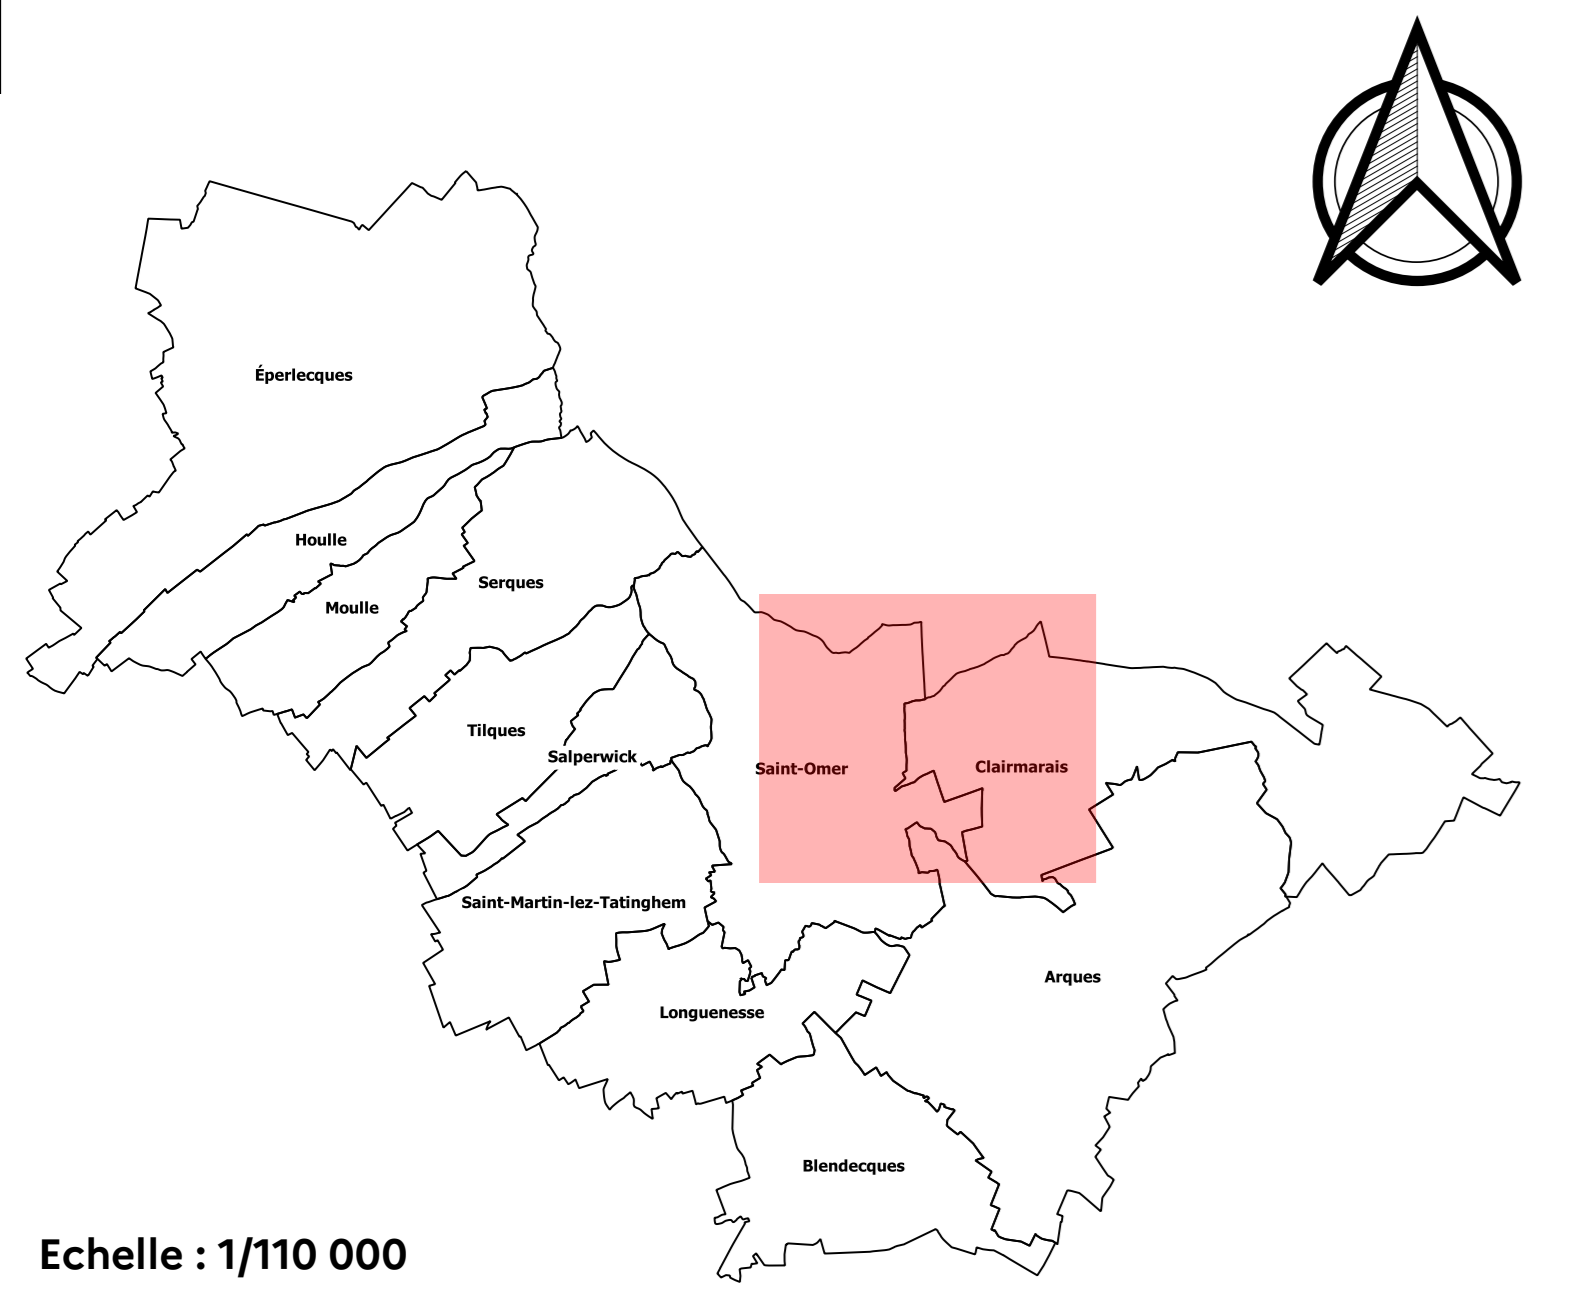 Éperlecques
Houlle
Moulle
Serques
Tilques
Salperwick
Saint-Omer
Clairmarais
Saint-Martin-lez-Tatinghem
Arques
Longuenesse
Blendecques
Echelle : 1/110 000